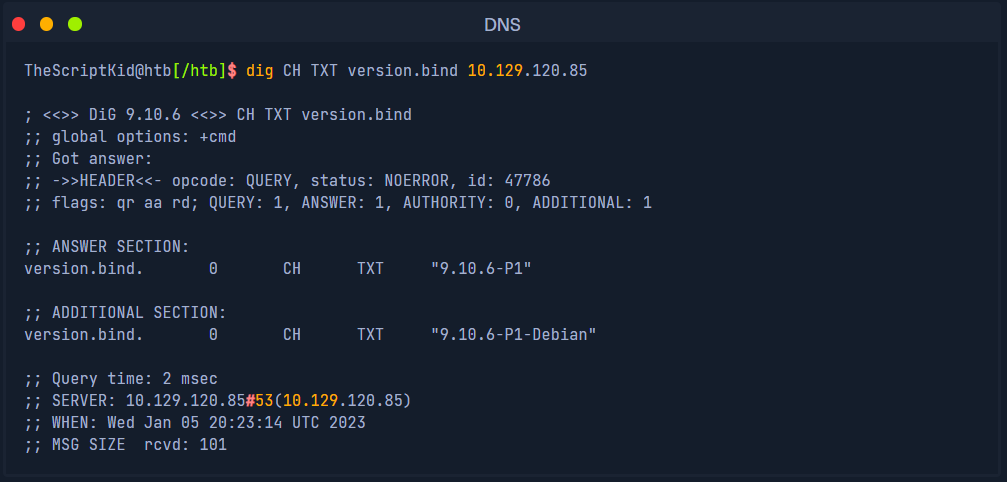 DNS
TheScriptKid@htb[/htb]$ dig CH TXT version.bind 10.129.120.85
; <<>> DiG 9.10.6 <<>> CH TXT version.bind
;; global options: +cmd
;; Got answer:
;; ->>HEADER<<- opcode: QUERY, status: NOERROR, id: 47786
;; flags: qr aa rd; QUERY: 1, ANSWER: 1, AUTHORITY: 0, ADDITIONAL: 1
;; ANSWER SECTION:
version.bind.       0       CH      TXT     "9.10.6-P1"
;; ADDITIONAL SECTION:
version.bind.       0       CH      TXT     "9.10.6-P1-Debian"
;; Query time: 2 msec
;; SERVER: 10.129.120.85#53(10.129.120.85)
;; WHEN: Wed Jan 05 20:23:14 UTC 2023
;; MSG SIZE  rcvd: 101